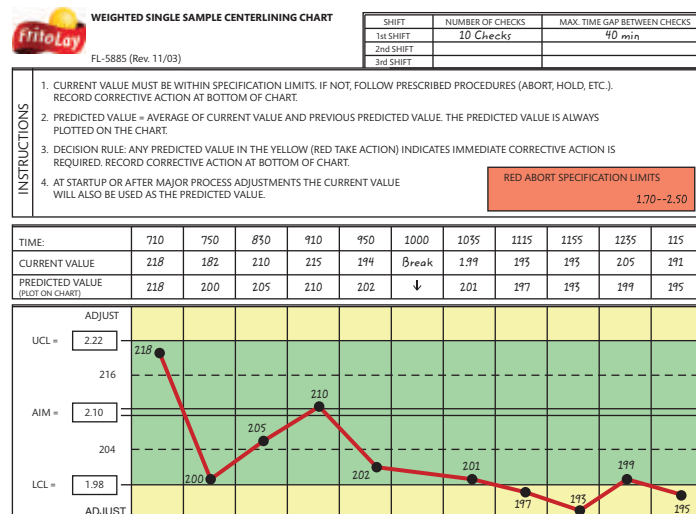 FritoLay
WEIGHTED SINGLE SAMPLE CENTERLINING CHART
FL-5885 (Rev. 11/03)
SHIFT NUMBER OF CHECKS MAX. TIME GAP BETWEEN CHECKS
1st SHIFT 10 Checks 40 min
2nd SHIFT
3rd SHIFT
INSTRUCTIONS
1. CURRENT VALUE MUST BE WITHIN SPECIFICATION LIMITS. IF NOT, FOLLOW PRESCRIBED PROCEDURES (ABORT, HOLD, ETC.).
RECORD CORRECTIVE ACTION AT BOTTOM OF CHART.
2. PREDICTED VALUE = AVERAGE OF CURRENT VALUE AND PREVIOUS PREDICTED VALUE. THE PREDICTED VALUE IS ALWAYS
PLOTTED ON THE CHART.
3. DECISION RULE: ANY PREDICTED VALUE IN THE YELLOW (RED TAKE ACTION) INDICATES IMMEDIATE CORRECTIVE ACTION IS
REQUIRED. RECORD CORRECTIVE ACTION AT BOTTOM OF CHART.
4. AT STARTUP OR AFTER MAJOR PROCESS ADJUSTMENTS THE CURRENT VALUE
WILL ALSO BE USED AS THE PREDICTED VALUE.
RED ABORT SPECIFICATION LIMITS
1.70--2.50
TIME: 710 750 830 910 950 1000 1035 1115 1155 1235 115
CURRENT VALUE 218 182 210 215 194 Break 1.99 193 193 205 191
PREDICTED VALUE 218 200 205 210 202 ↓ 201 197 193 199 195
(PLOT ON CHART)
ADJUST
UCL = 2.22
218
216
210
AIM = 2.10
205
204
201
199
202
200
LCL = 1.98
193
197
195
ADJUST